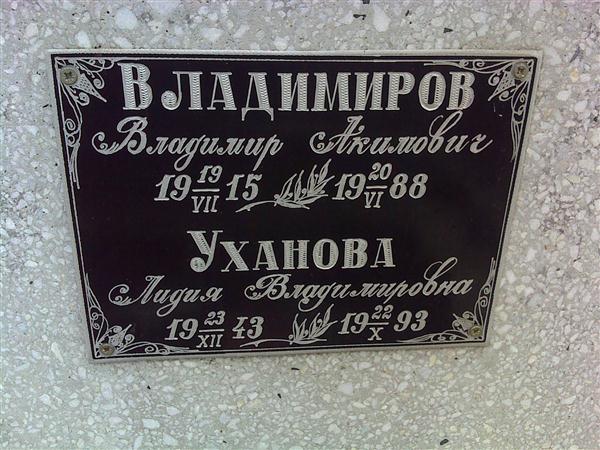 ВЛАДИМИРОВ
Владимир Акимович
19 19/VII 15 19 20/VI 88
УХАНОВА
Лидия Владимировна
19 23/XII 43 19 22/X 93